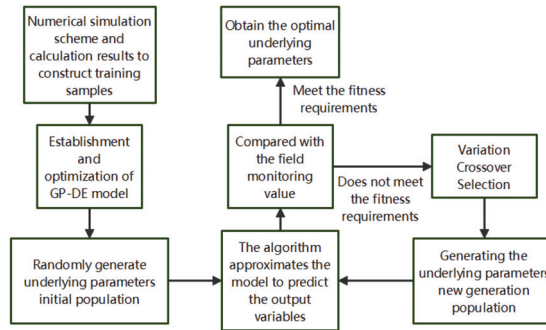 Numerical simulation
scheme and
calculation results to
construct training
samples
Establishment
and
optimization of
GP-DE model
Randomly generate
underlying parameters
initial population
Obtain the optimal
underlying
parameters
Meet the fitness
requirements
Compared with
the field
monitoring
value
Does not meet
the fitness
requirements
The algorithm
approximates the
model to predict
the output
variables
Variation
Crossover
Selection
Generating the
underlying parameters
new generation
population